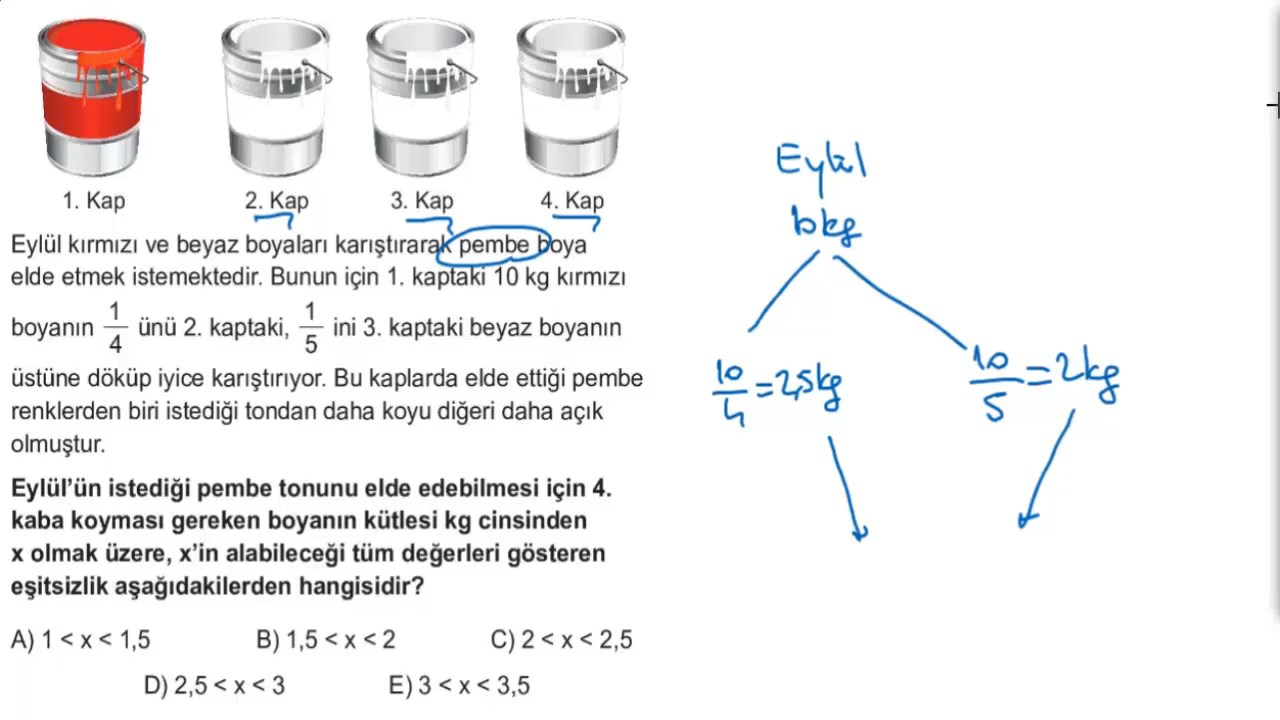 1. Kap 2. Kap 3. Kap 4. Kap
Eylül kırmızı ve beyaz boyaları karıştırarak pembe boya
elde etmek istemektedir. Bunun için 1. kaptaki 10 kg kırmızı
boyanın 1/4 ünü 2. kaptaki, 1/5 ini 3. kaptaki beyaz boyanın
üstüne döküp iyice karıştırıyor. Bu kaplarda elde ettiği pembe
renklerden biri istediği tondan daha koyu diğeri daha açık
olmuştur.
Eylül’ün istediği pembe tonunu elde edebilmesi için 4.
kaba koyması gereken boyanın kütlesi kg cinsinden
x olmak üzere, x’in alabileceği tüm değerleri gösteren
eşitsizlik aşağıdakilerden hangisidir?
A) 1 < x < 1,5 B) 1,5 < x < 2 C) 2 < x < 2,5
D) 2,5 < x < 3 E) 3 < x < 3,5
Eylül
10kg
10/4 = 2,5kg
10/5 = 2kg